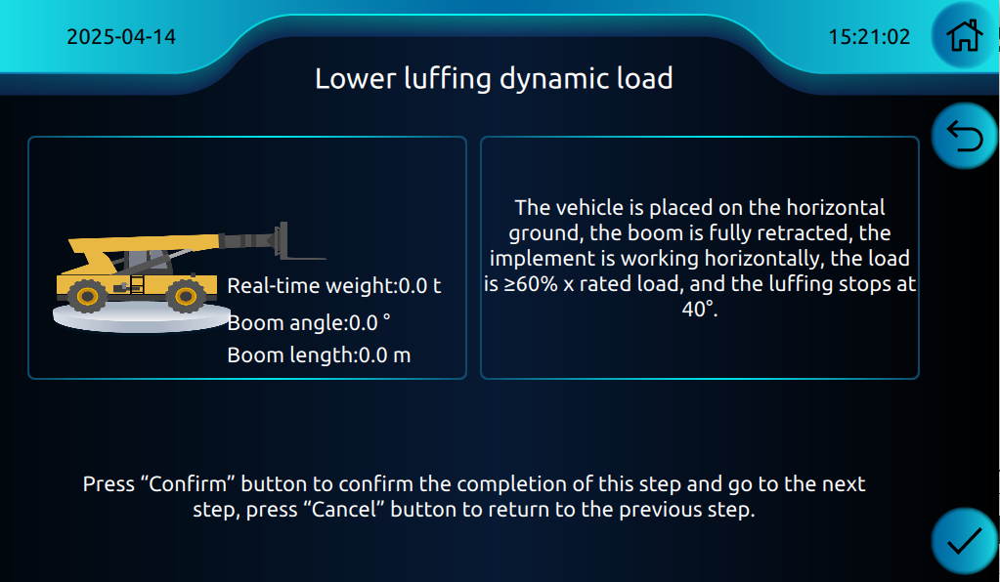 2025-04-14
15:21:02
Lower luffing dynamic load
Real-time weight:0.0 t
Boom angle:0.0 °
Boom length:0.0 m
The vehicle is placed on the horizontal
ground, the boom is fully retracted, the
implement is working horizontally, the load
is ≥60% x rated load, and the luffing stops at
40°.
Press “Confirm” button to confirm the completion of this step and go to the next
step, press “Cancel” button to return to the previous step.